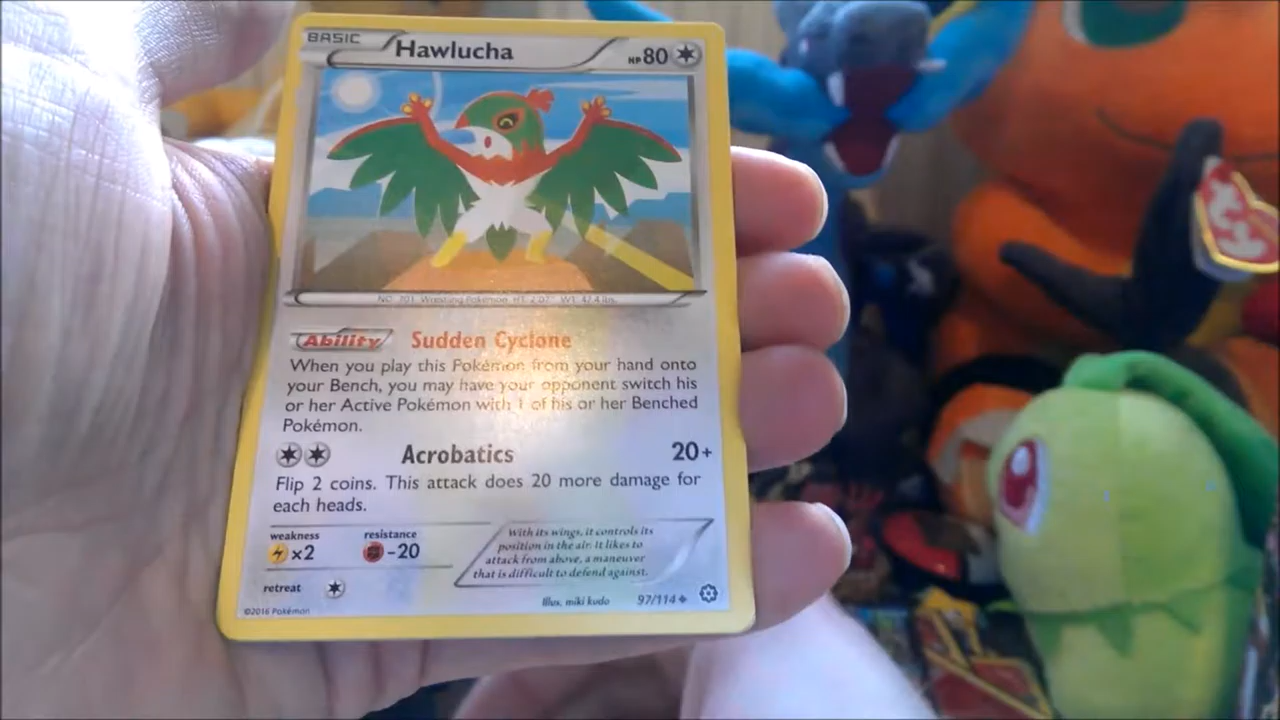 BASIC Hawlucha HP80
NO. 701 Wrestling Pokémon HT: 2'07" WT: 47.4 lbs.
Ability Sudden Cyclone
When you play this Pokémon from your hand onto
your Bench, you may have your opponent switch his
or her Active Pokémon with 1 of his or her Benched
Pokémon.
Acrobatics 20+
Flip 2 coins. This attack does 20 more damage for
each heads.
weakness resistance
×2 -20
With its wings, it controls its
position in the air. It likes to
attack from above, a maneuver
that is difficult to defend against.
retreat
Illus. miki kudo 97/114
©2016 Pokémon
ty